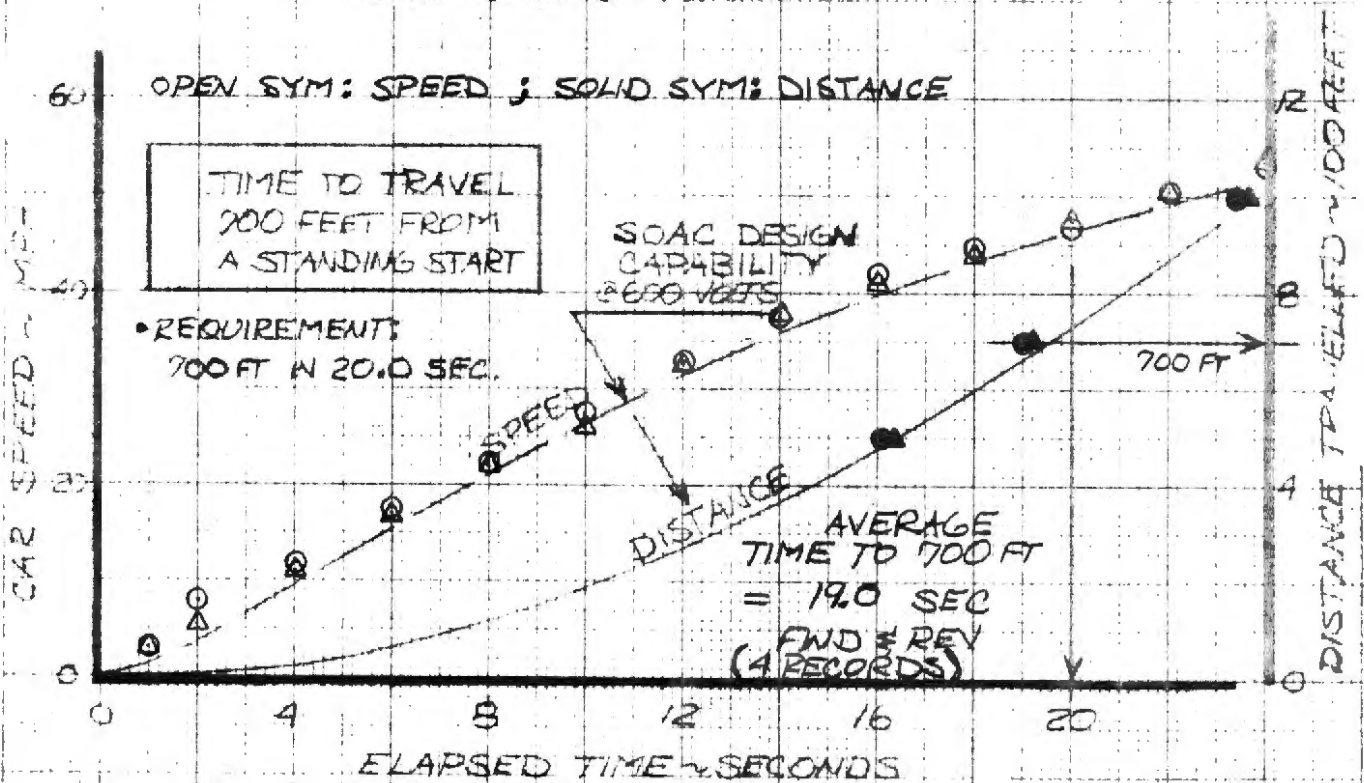 OPEN SYM: SPEED ; SOLID SYM: DISTANCE
60
12
TIME TO TRAVEL
700 FEET FROM
A STANDING START
SOAC DESIGN
CAPABILITY
@ 600 VOLTS
40
8
• REQUIREMENT:
700 FT IN 20.0 SEC.
700 FT
SPEED
20
4
DISTANCE
AVERAGE
TIME TO 700 FT
= 19.0 SEC
FWD & REV
(4 RECORDS)
0
0
0 4 8 12 16 20
ELAPSED TIME ~ SECONDS
CAR SPEED ~ MPH
DISTANCE TRAVELLED ~ 100 FEET